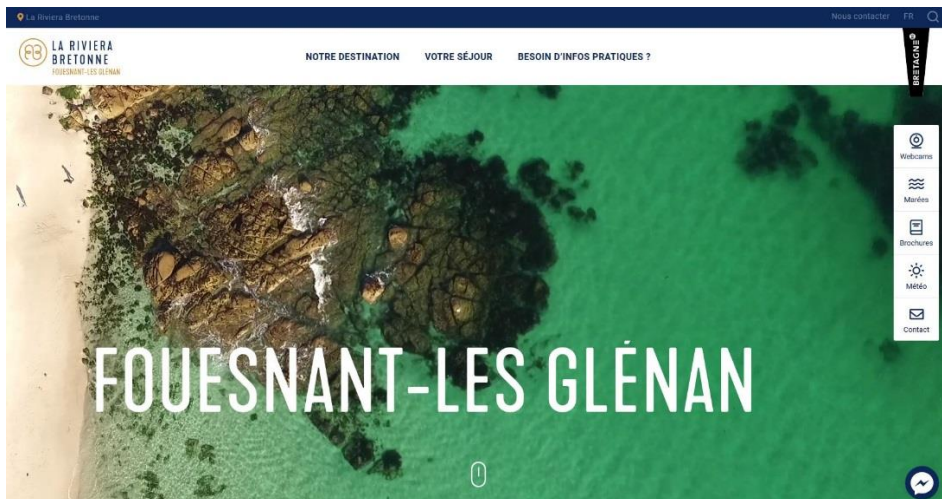 La Riviera Bretonne
Nous contacter FR
LA RIVIERA
BRETONNE
FOUESNANT-LES GLÉNAN
NOTRE DESTINATION VOTRE SÉJOUR BESOIN D'INFOS PRATIQUES ?
BRETAGNE®
Webcams
Marées
Brochures
Météo
Contact
FOUESNANT-LES GLÉNAN